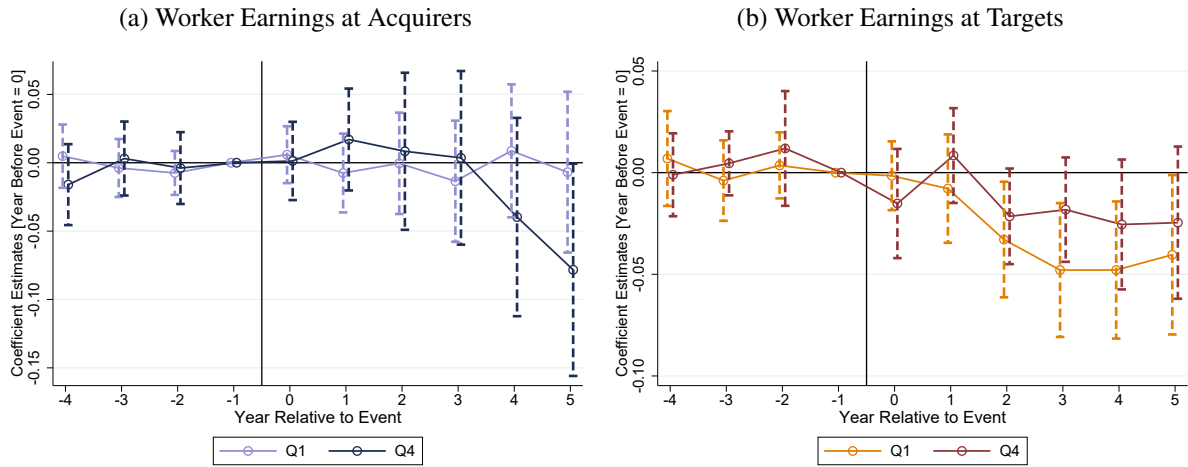 (a) Worker Earnings at Acquirers
Coefficient Estimates [Year Before Event = 0]
0.05
0.00
-0.05
-0.10
-0.15
-4 -3 -2 -1 0 1 2 3 4 5
Year Relative to Event
Q1 Q4
(b) Worker Earnings at Targets
Coefficient Estimates [Year Before Event = 0]
0.05
0.00
-0.05
-0.10
-4 -3 -2 -1 0 1 2 3 4 5
Year Relative to Event
Q1 Q4